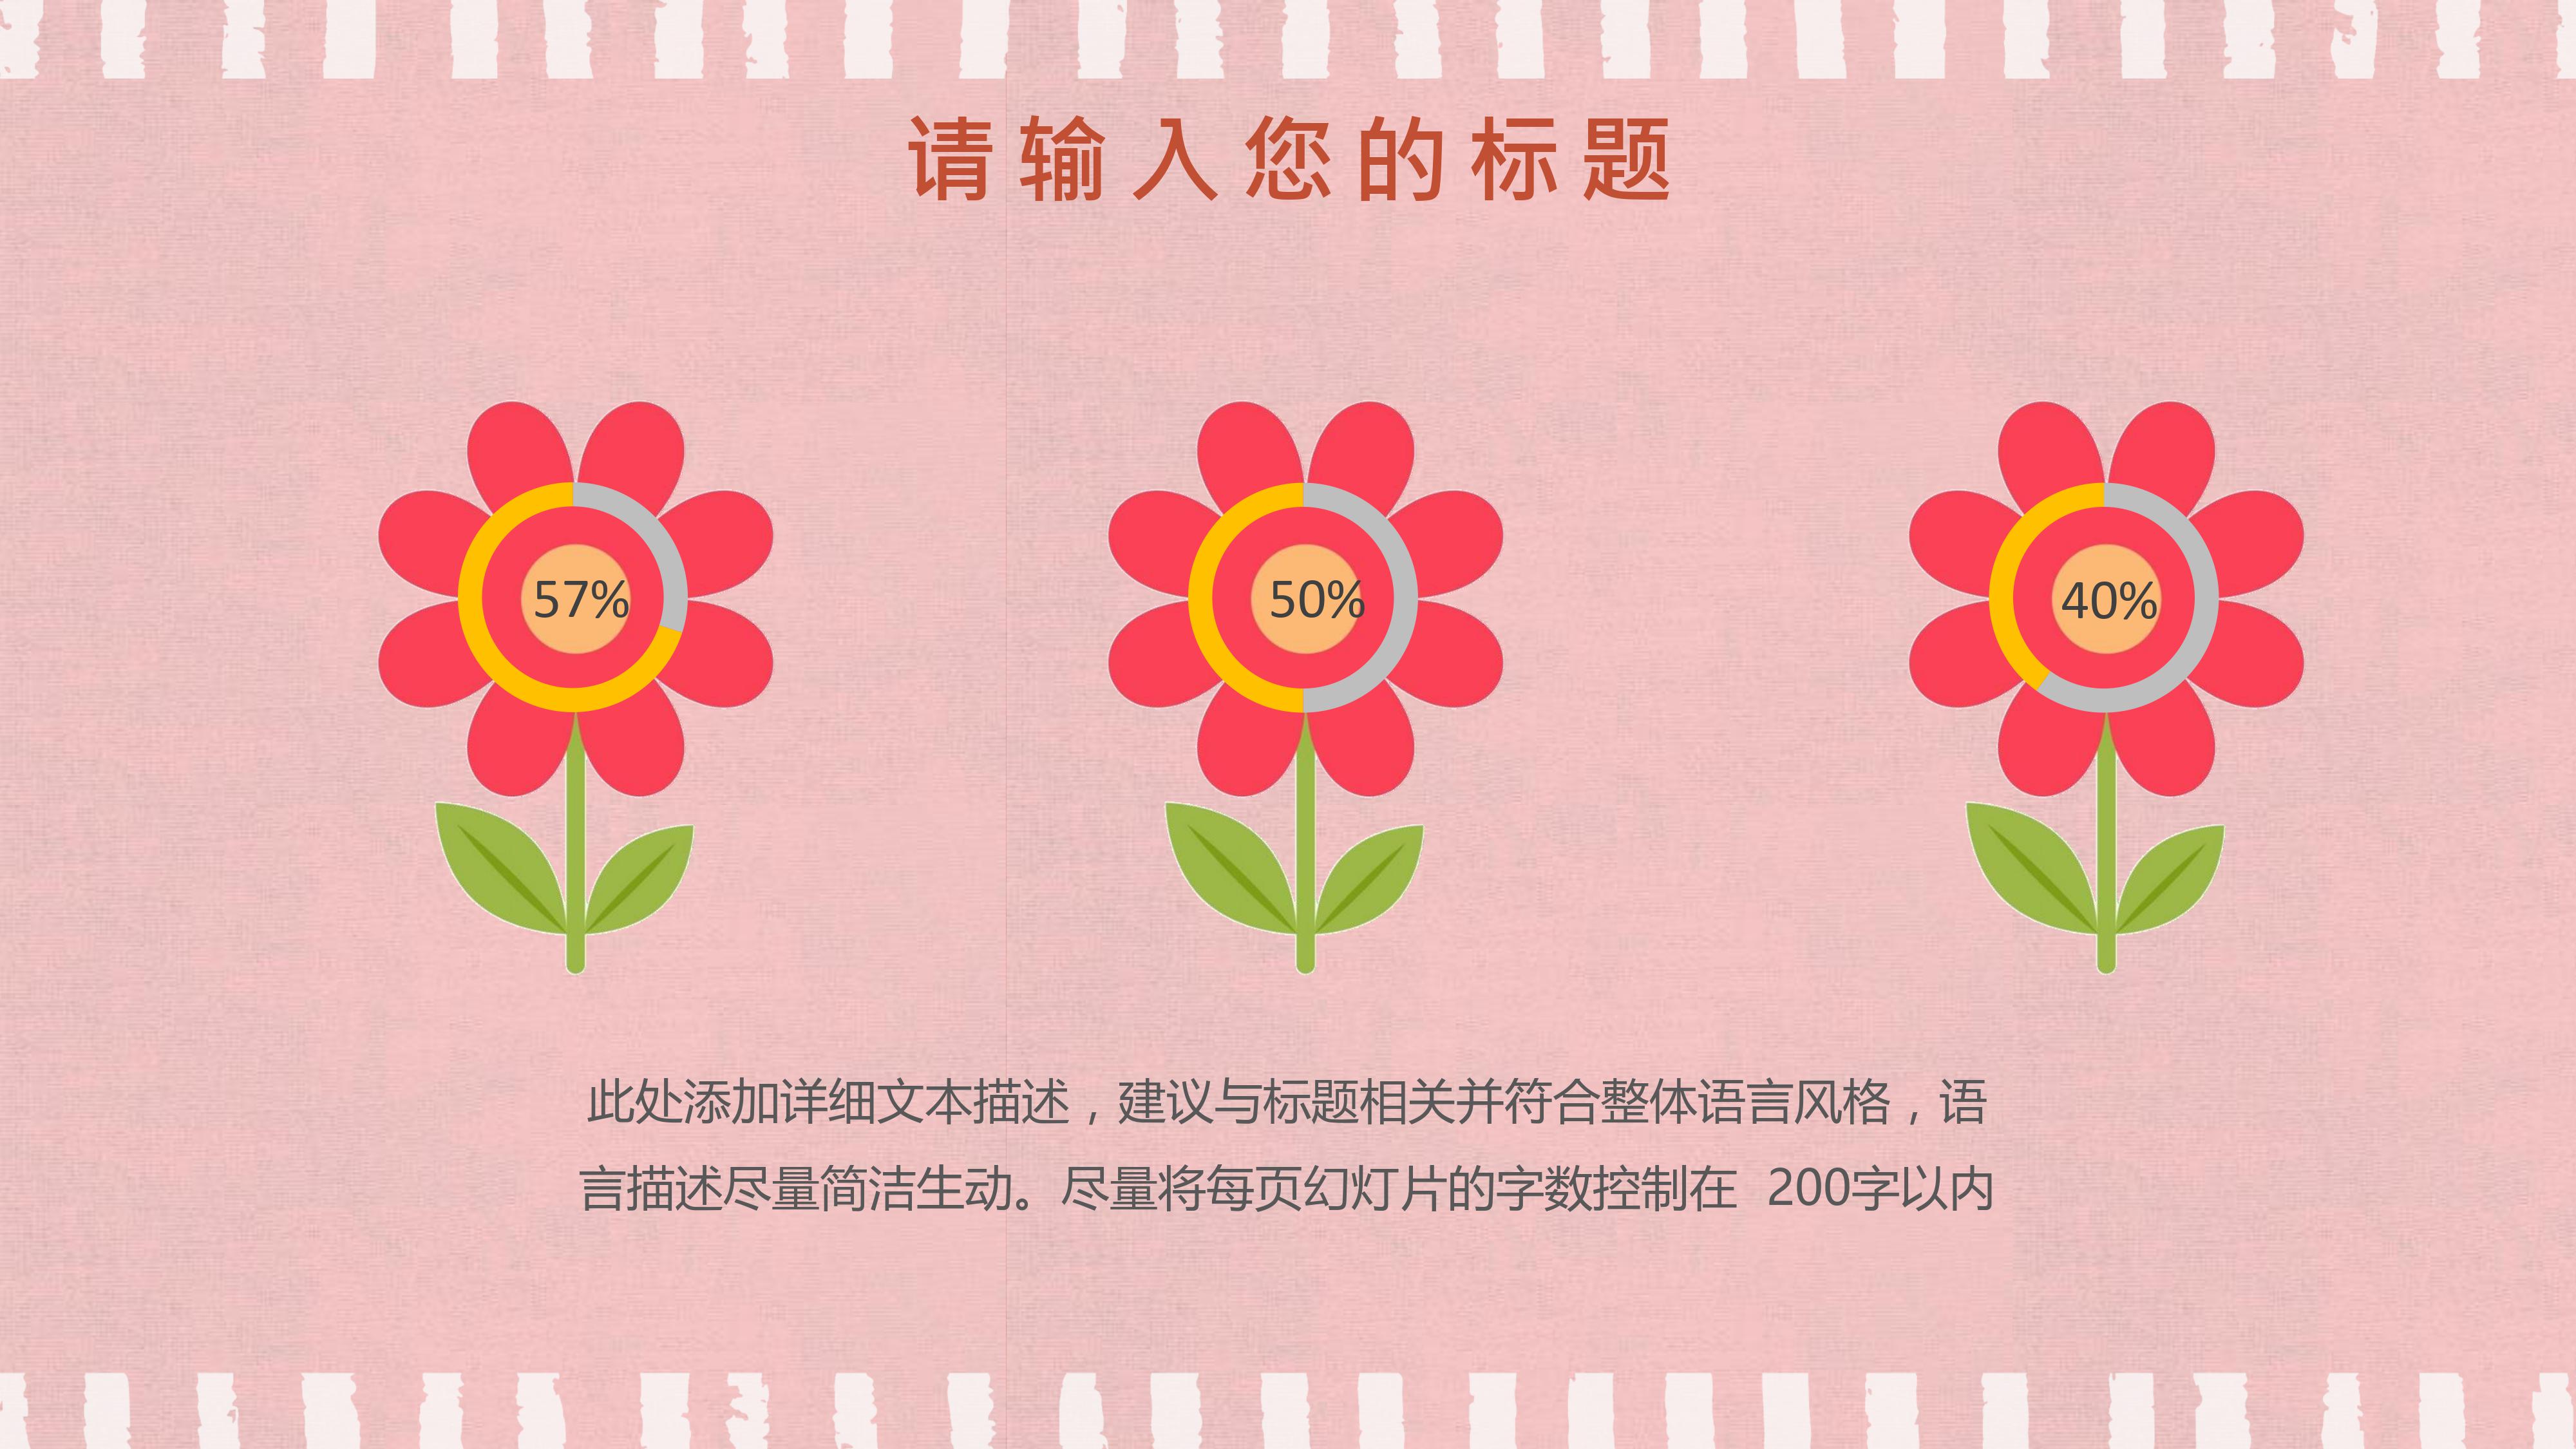 请输入您的标题
57%
50%
40%
此处添加详细文本描述，建议与标题相关并符合整体语言风格，语
言描述尽量简洁生动。尽量将每页幻灯片的字数控制在 200字以内